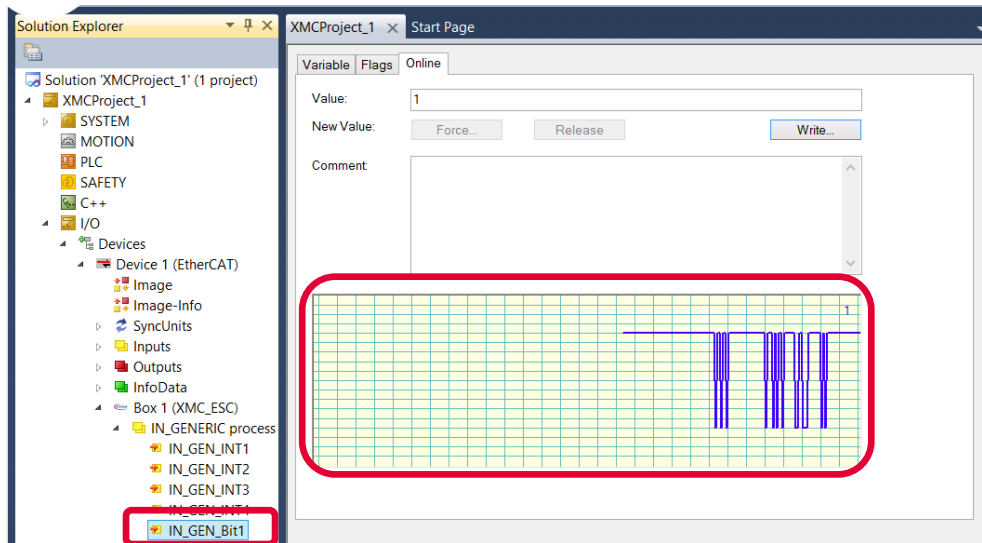 Solution Explorer
Solution 'XMCProject_1' (1 project)
XMCProject_1
SYSTEM
MOTION
PLC
SAFETY
C++
I/O
Devices
Device 1 (EtherCAT)
Image
Image-Info
SyncUnits
Inputs
Outputs
InfoData
Box 1 (XMC_ESC)
IN_GENERIC process
IN_GEN_INT1
IN_GEN_INT2
IN_GEN_INT3
IN_GEN_INT4
IN_GEN_Bit1
XMCProject_1 Start Page
Variable Flags Online
Value: 1
New Value: Force... Release Write...
Comment:
1